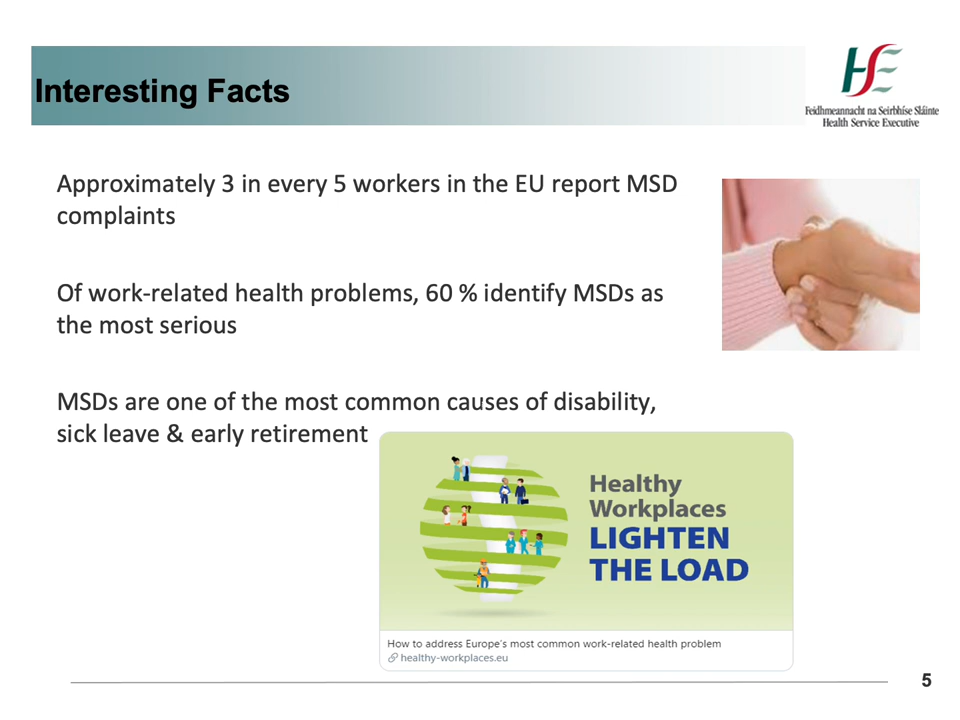 Interesting Facts
Feidhmeannacht na Seirbhíse Sláinte
Health Service Executive
Approximately 3 in every 5 workers in the EU report MSD
complaints
Of work-related health problems, 60 % identify MSDs as
the most serious
MSDs are one of the most common causes of disability,
sick leave & early retirement
Healthy
Workplaces
LIGHTEN
THE LOAD
How to address Europe's most common work-related health problem
healthy-workplaces.eu
5